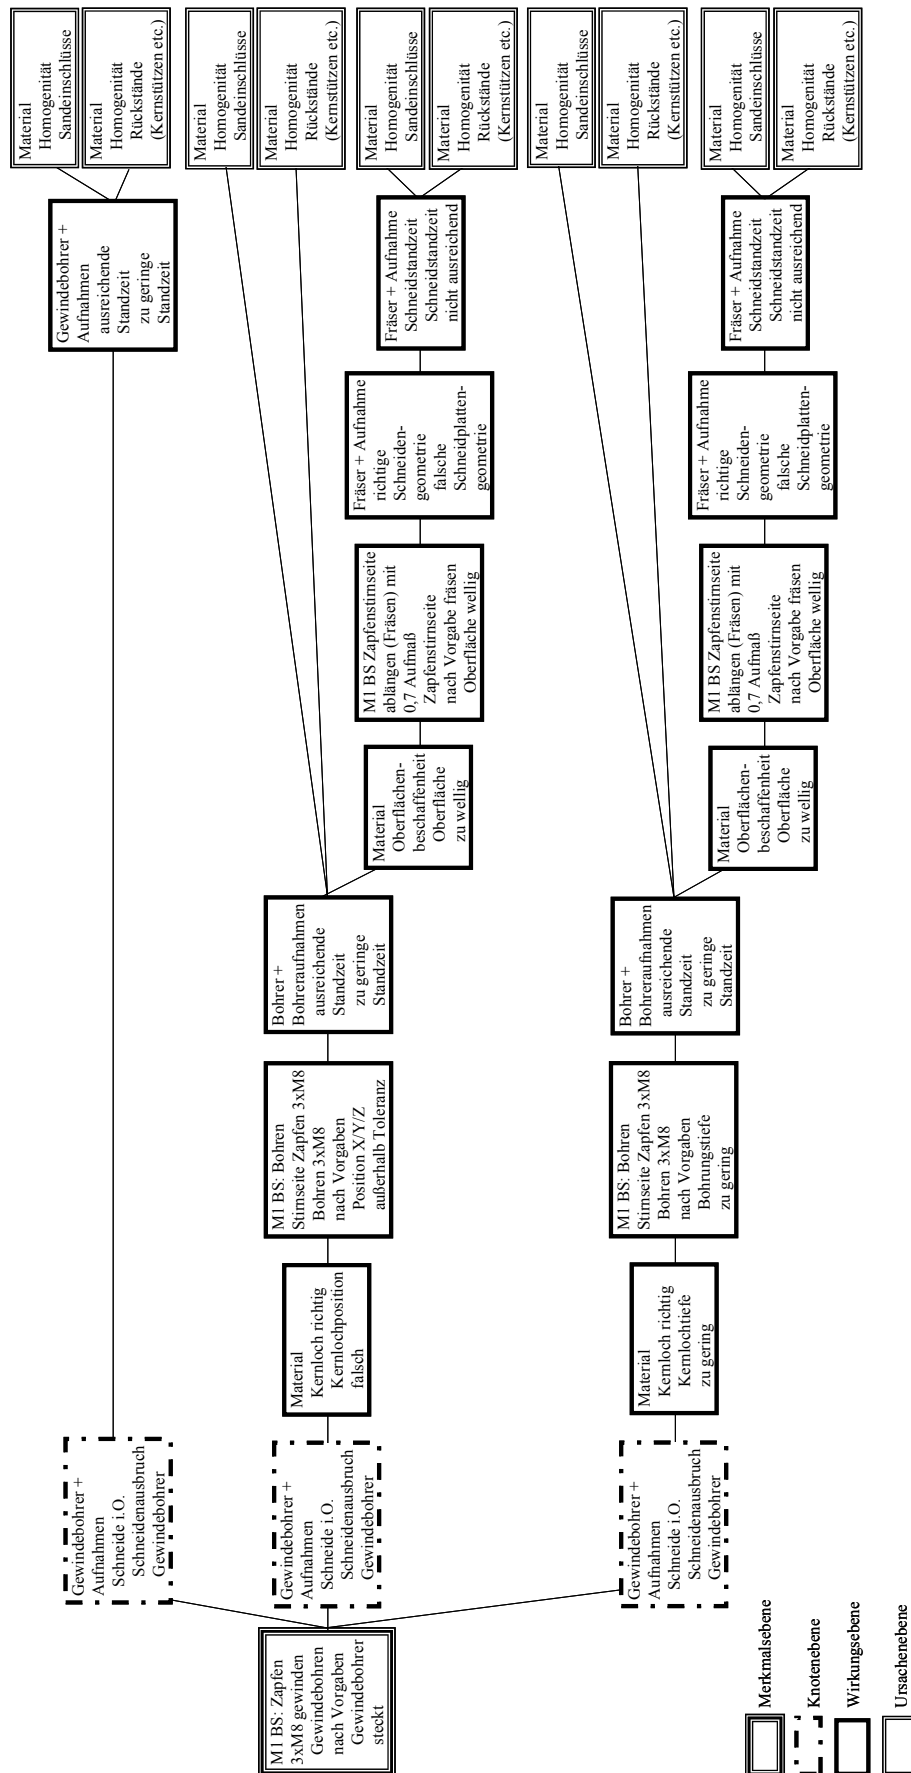 M1 BS: Zapfen
3xM8 gewinden
Gewindebohren
nach Vorgaben
Gewindebohrer
steckt
Gewindebohrer +
Aufnahmen
Schneide i.O.
Schneidenausbruch
Gewindebohrer
Gewindebohrer +
Aufnahmen
ausreichende
Standzeit
zu geringe
Standzeit
Material
Homogenität
Sandeinschlüsse
Material
Homogenität
Rückstände
(Kernstützen etc.)
Gewindebohrer +
Aufnahmen
Schneide i.O.
Schneidenausbruch
Gewindebohrer
Material
Kernloch richtig
Kernlochposition
falsch
M1 BS: Bohren
Stirnseite Zapfen 3xM8
Bohren 3xM8
nach Vorgaben
Position X/Y/Z
außerhalb Toleranz
Bohrer +
Bohreraufnahmen
ausreichende
Standzeit
zu geringe
Standzeit
Material
Homogenität
Sandeinschlüsse
Material
Homogenität
Rückstände
(Kernstützen etc.)
Material
Oberflächen-
beschaffenheit
Oberfläche
zu wellig
M1 BS Zapfenstirnseite
ablängen (Fräsen) mit
0,7 Aufmaß
Zapfenstirnseite
nach Vorgabe fräsen
Oberfläche wellig
Fräser + Aufnahme
richtige
Schneiden-
geometrie
falsche
Schneidplatten-
geometrie
Fräser + Aufnahme
Schneidstandzeit
Schneidstandzeit
nicht ausreichend
Material
Homogenität
Sandeinschlüsse
Material
Homogenität
Rückstände
(Kernstützen etc.)
Gewindebohrer +
Aufnahmen
Schneide i.O.
Schneidenausbruch
Gewindebohrer
Material
Kernloch richtig
Kernlochtiefe
zu gering
M1 BS: Bohren
Stirnseite Zapfen 3xM8
Bohren 3xM8
nach Vorgaben
Bohrungstiefe
zu gering
Bohrer +
Bohreraufnahmen
ausreichende
Standzeit
zu geringe
Standzeit
Material
Homogenität
Sandeinschlüsse
Material
Homogenität
Rückstände
(Kernstützen etc.)
Material
Oberflächen-
beschaffenheit
Oberfläche
zu wellig
M1 BS Zapfenstirnseite
ablängen (Fräsen) mit
0,7 Aufmaß
Zapfenstirnseite
nach Vorgabe fräsen
Oberfläche wellig
Fräser + Aufnahme
richtige
Schneiden-
geometrie
falsche
Schneidplatten-
geometrie
Fräser + Aufnahme
Schneidstandzeit
Schneidstandzeit
nicht ausreichend
Material
Homogenität
Sandeinschlüsse
Material
Homogenität
Rückstände
(Kernstützen etc.)
Merkmalsebene
Knotenebene
Wirkungsebene
Ursachenebene